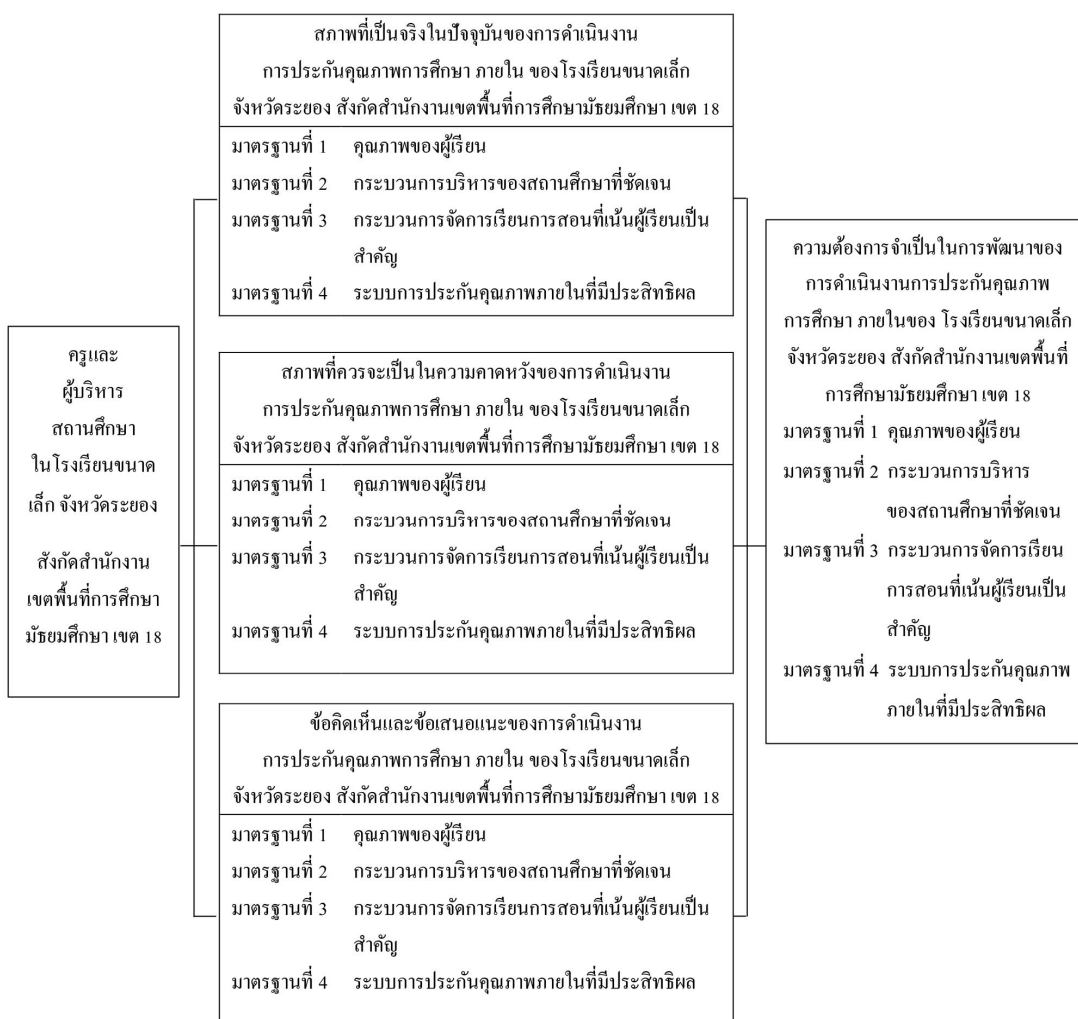 ครูและ
ผู้บริหาร
สถานศึกษา
ในโรงเรียนขนาด
เล็ก จังหวัดระยอง
สังกัดสำนักงาน
เขตพื้นที่การศึกษา
มัธยมศึกษา เขต 18
สภาพที่เป็นจริงในปัจจุบันของการดำเนินงาน
การประกันคุณภาพการศึกษา ภายใน ของโรงเรียนขนาดเล็ก
จังหวัดระยอง สังกัดสำนักงานเขตพื้นที่การศึกษามัธยมศึกษา เขต 18
มาตรฐานที่ 1 คุณภาพของผู้เรียน
มาตรฐานที่ 2 กระบวนการบริหารของสถานศึกษาที่ชัดเจน
มาตรฐานที่ 3 กระบวนการจัดการเรียนการสอนที่เน้นผู้เรียนเป็น
สำคัญ
มาตรฐานที่ 4 ระบบการประกันคุณภาพภายในที่มีประสิทธิผล
สภาพที่ควรจะเป็นในความคาดหวังของการดำเนินงาน
การประกันคุณภาพการศึกษา ภายใน ของโรงเรียนขนาดเล็ก
จังหวัดระยอง สังกัดสำนักงานเขตพื้นที่การศึกษามัธยมศึกษา เขต 18
มาตรฐานที่ 1 คุณภาพของผู้เรียน
มาตรฐานที่ 2 กระบวนการบริหารของสถานศึกษาที่ชัดเจน
มาตรฐานที่ 3 กระบวนการจัดการเรียนการสอนที่เน้นผู้เรียนเป็น
สำคัญ
มาตรฐานที่ 4 ระบบการประกันคุณภาพภายในที่มีประสิทธิผล
ข้อคิดเห็นและข้อเสนอแนะของการดำเนินงาน
การประกันคุณภาพการศึกษา ภายใน ของโรงเรียนขนาดเล็ก
จังหวัดระยอง สังกัดสำนักงานเขตพื้นที่การศึกษามัธยมศึกษา เขต 18
มาตรฐานที่ 1 คุณภาพของผู้เรียน
มาตรฐานที่ 2 กระบวนการบริหารของสถานศึกษาที่ชัดเจน
มาตรฐานที่ 3 กระบวนการจัดการเรียนการสอนที่เน้นผู้เรียนเป็น
สำคัญ
มาตรฐานที่ 4 ระบบการประกันคุณภาพภายในที่มีประสิทธิผล
ความต้องการจำเป็นในการพัฒนาของ
การดำเนินงานการประกันคุณภาพ
การศึกษา ภายในของ โรงเรียนขนาดเล็ก
จังหวัดระยอง สังกัดสำนักงานเขตพื้นที่
การศึกษามัธยมศึกษา เขต 18
มาตรฐานที่ 1 คุณภาพของผู้เรียน
มาตรฐานที่ 2 กระบวนการบริหาร
ของสถานศึกษาที่ชัดเจน
มาตรฐานที่ 3 กระบวนการจัดการเรียน
การสอนที่เน้นผู้เรียนเป็น
สำคัญ
มาตรฐานที่ 4 ระบบการประกันคุณภาพ
ภายในที่มีประสิทธิผล